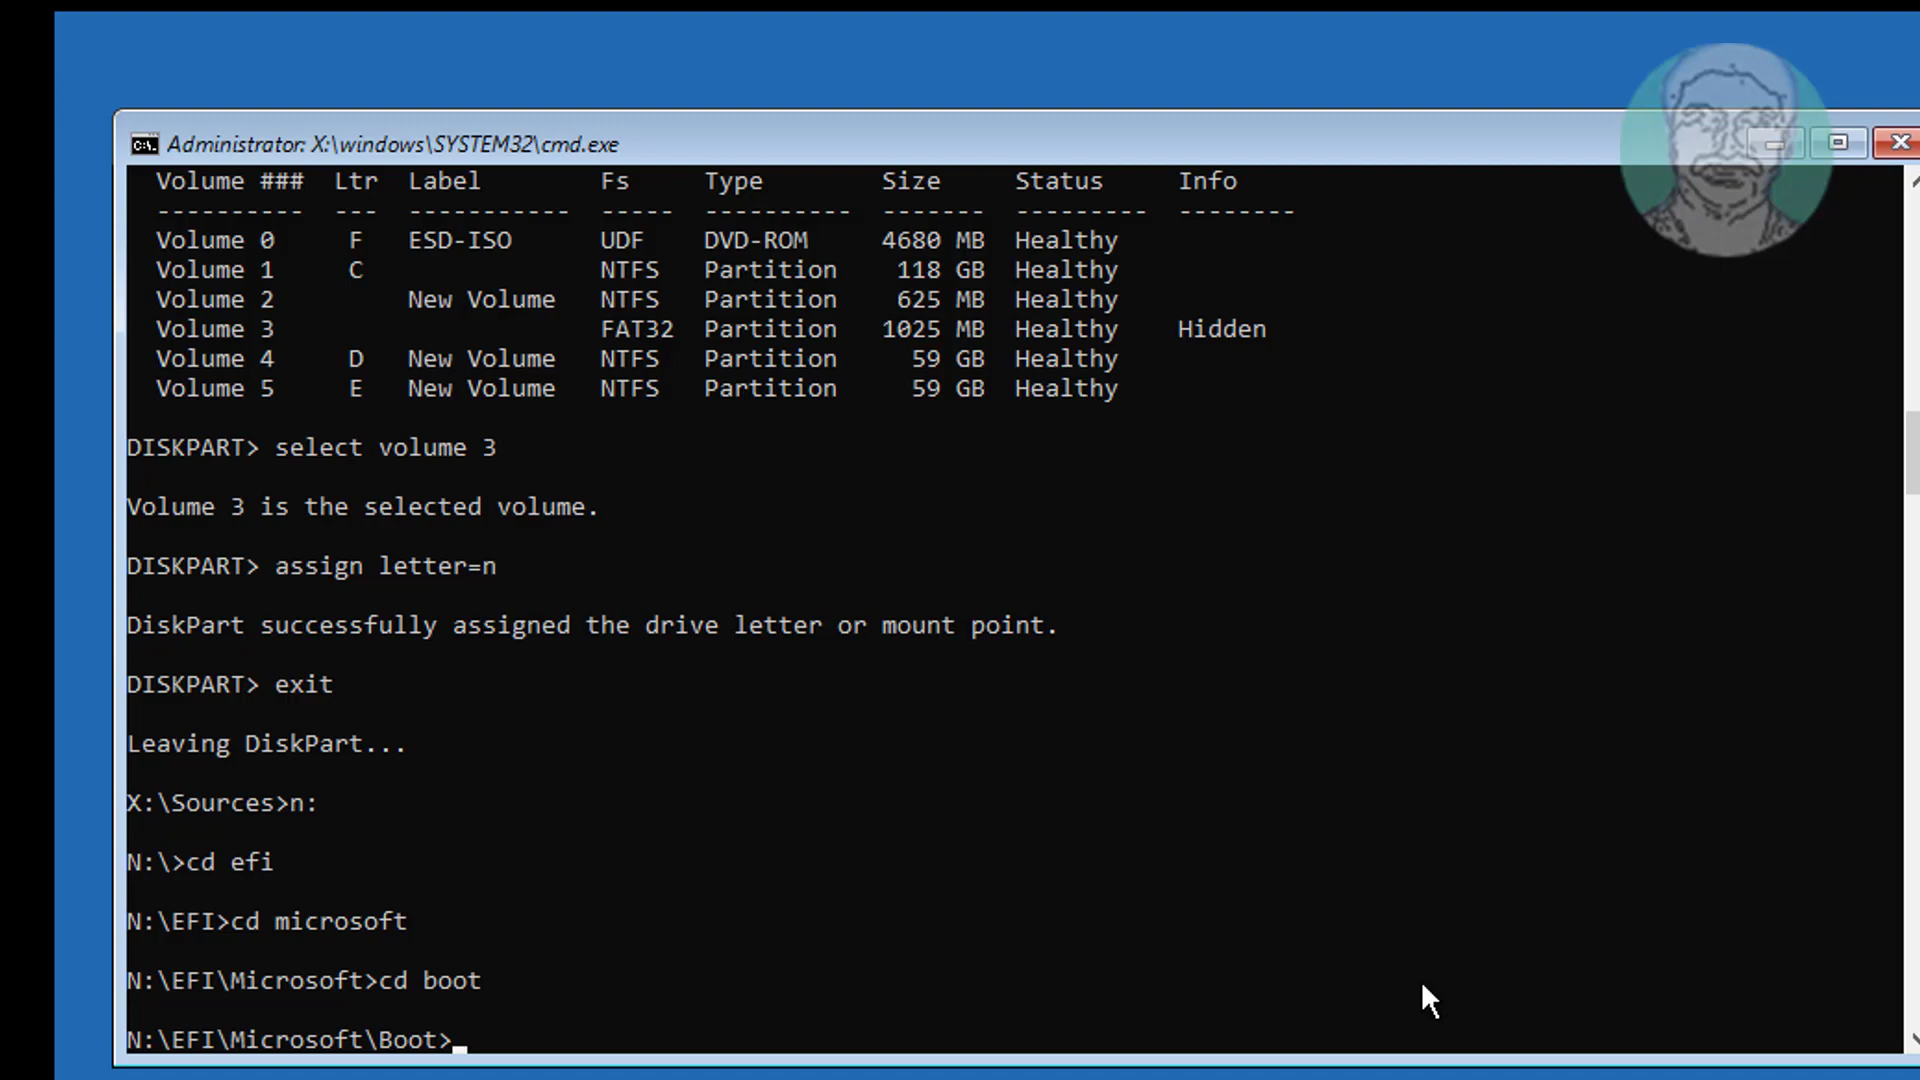 Administrator: X:\windows\SYSTEM32\cmd.exe
Volume ### Ltr Label Fs Type Size Status Info
---------- --- ----------- ----- ---------- ------- --------- --------
Volume 0 F ESD-ISO UDF DVD-ROM 4680 MB Healthy
Volume 1 C NTFS Partition 118 GB Healthy
Volume 2 New Volume NTFS Partition 625 MB Healthy
Volume 3 FAT32 Partition 1025 MB Healthy Hidden
Volume 4 D New Volume NTFS Partition 59 GB Healthy
Volume 5 E New Volume NTFS Partition 59 GB Healthy
DISKPART> select volume 3
Volume 3 is the selected volume.
DISKPART> assign letter=n
DiskPart successfully assigned the drive letter or mount point.
DISKPART> exit
Leaving DiskPart...
X:\Sources>n:
N:\>cd efi
N:\EFI>cd microsoft
N:\EFI\Microsoft>cd boot
N:\EFI\Microsoft\Boot>